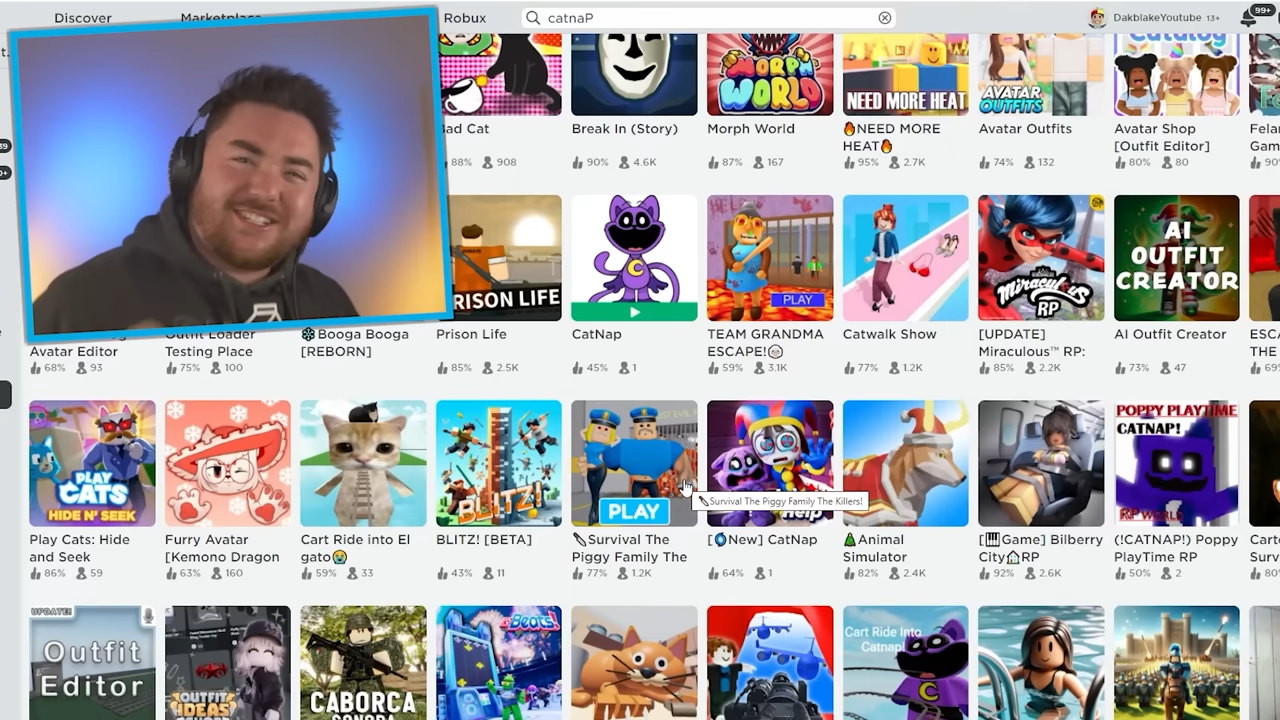 Discover
Robux
catnaP
DakblakeYoutube 13+
99+
Catalog
MORPH
WORLD
NEED MORE HEAT
AVATAR
OUTFITS
Bad Cat
Break In (Story)
Morph World
🔥NEED MORE
HEAT🔥
Avatar Outfits
Avatar Shop
[Outfit Editor]
88% 908
90% 4.6K
87% 167
95% 2.7K
74% 132
80% 80
PRISON LIFE
PLAY
Miraculous
RP
AI
OUTFIT
CREATOR
Avatar Editor
Outfit Loader
Testing Place
Booga Booga
[REBORN]
Prison Life
CatNap
TEAM GRANDMA
ESCAPE!
Catwalk Show
[UPDATE]
Miraculous™ RP:
AI Outfit Creator
68% 93
75% 100
85% 2.5K
45% 1
59% 3.1K
77% 1.2K
85% 2.2K
73% 47
PLAY
CATS
HIDE N' SEEK
BLITZ!
PLAY
Help
POPPY PLAYTIME
CATNAP!
RP WORLD
Survival The Piggy Family The Killers!
Play Cats: Hide
and Seek
Furry Avatar
[Kemono Dragon
Cart Ride into El
gato😭
BLITZ! [BETA]
Survival The
Piggy Family The
[🌀New] CatNap
🎄Animal
Simulator
[🎹Game] Bilberry
City🏠RP
(!CATNAP!) Poppy
PlayTime RP
86% 59
63% 160
59% 33
43% 11
77% 1.2K
64% 1
82% 2.4K
92% 2.6K
50% 2
UPDATE!
Outfit
Editor
OUTFIT
IDEAS
CABORCA
SONORA
Beats!
Cart Ride Into
Catnap!